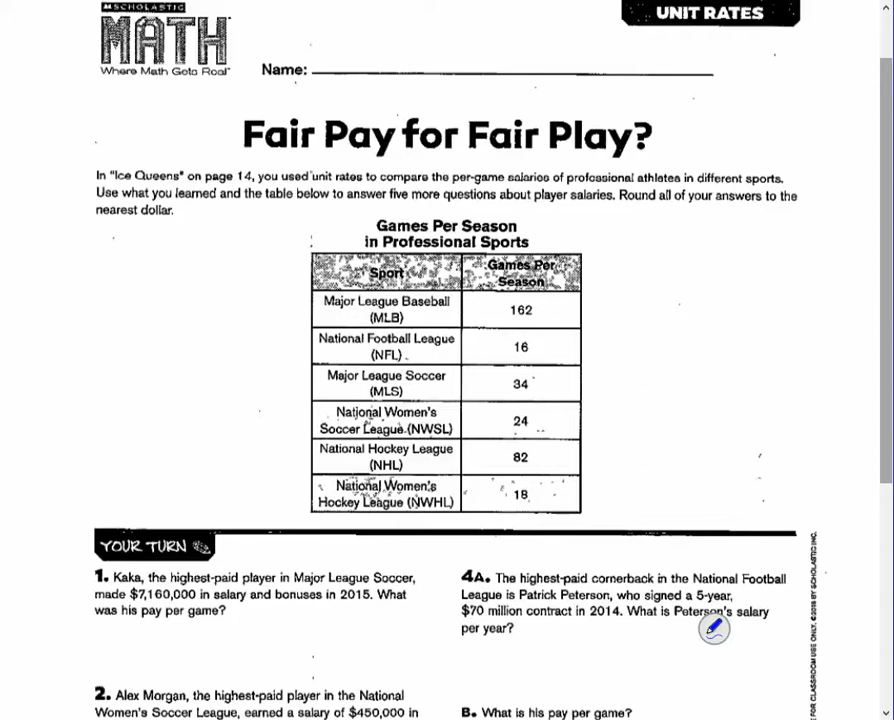 SCHOLASTIC
MATH
Where Math Gets Real
UNIT RATES
Name:
Fair Pay for Fair Play?
In "Ice Queens" on page 14, you used unit rates to compare the per-game salaries of professional athletes in different sports.
Use what you learned and the table below to answer five more questions about player salaries. Round all of your answers to the
nearest dollar.
Games Per Season
in Professional Sports
Sport
Games Per
Season
Major League Baseball
(MLB)
162
National Football League
(NFL)
16
Major League Soccer
(MLS)
34
National Women's
Soccer League (NWSL)
24
National Hockey League
(NHL)
82
National Women's
Hockey League (NWHL)
18
YOUR TURN
1. Kaka, the highest-paid player in Major League Soccer,
made $7,160,000 in salary and bonuses in 2015. What
was his pay per game?
2. Alex Morgan, the highest-paid player in the National
Women's Soccer League, earned a salary of $450,000 in
4A. The highest-paid cornerback in the National Football
League is Patrick Peterson, who signed a 5-year,
$70 million contract in 2014. What is Peterson's salary
per year?
B. What is his pay per game?
FOR CLASSROOM USE ONLY, ©2016 BY SCHOLASTIC INC.